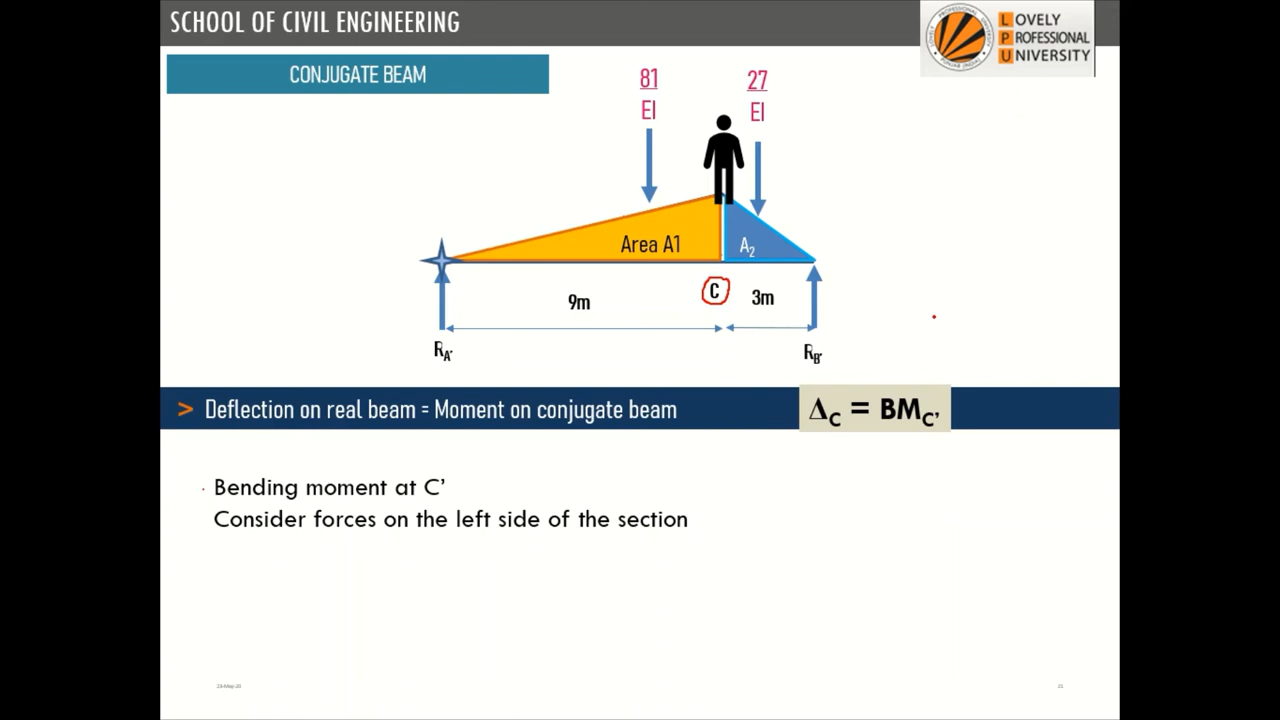 SCHOOL OF CIVIL ENGINEERING
LOVELY
PROFESSIONAL
UNIVERSITY
CONJUGATE BEAM
81
EI
27
EI
Area A1
A2
9m
C
3m
RA'
RB'
> Deflection on real beam = Moment on conjugate beam
ΔC = BMC'
Bending moment at C'
Consider forces on the left side of the section